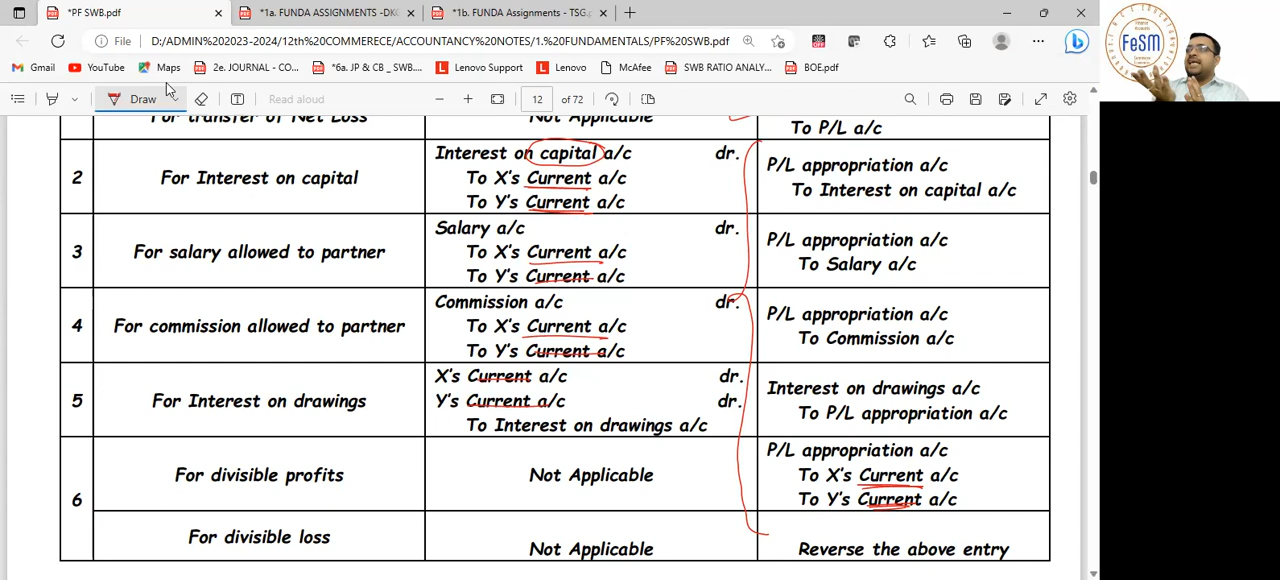 *PF SWB.pdf
*1a. FUNDA ASSIGNMENTS -DK
*1b. FUNDA Assignments - TSG.
File
D:/ADMIN%202023-2024/12th%20COMMERECE/ACCOUNTANCE%20NOTES/1.%20FUNDAMENTALS/PF%20SWB.pdf
OFF
Gmail
YouTube
Maps
2e. JOURNAL - CO...
*6a. JP & CB _ SWB....
Lenovo Support
Lenovo
McAfee
SWB RATIO ANALY...
BOE.pdf
Draw
Read aloud
12 of 72
FeSM
For transfer of Net Loss
Not Applicable
To P/L a/c
2
For Interest on capital
Interest on capital a/c dr.
To X's Current a/c
To Y's Current a/c
P/L appropriation a/c
To Interest on capital a/c
3
For salary allowed to partner
Salary a/c dr.
To X's Current a/c
To Y's Current a/c
P/L appropriation a/c
To Salary a/c
4
For commission allowed to partner
Commission a/c dr.
To X's Current a/c
To Y's Current a/c
P/L appropriation a/c
To Commission a/c
5
For Interest on drawings
X's Current a/c dr.
Y's Current a/c dr.
To Interest on drawings a/c
Interest on drawings a/c
To P/L appropriation a/c
6
For divisible profits
Not Applicable
P/L appropriation a/c
To X's Current a/c
To Y's Current a/c
For divisible loss
Not Applicable
Reverse the above entry